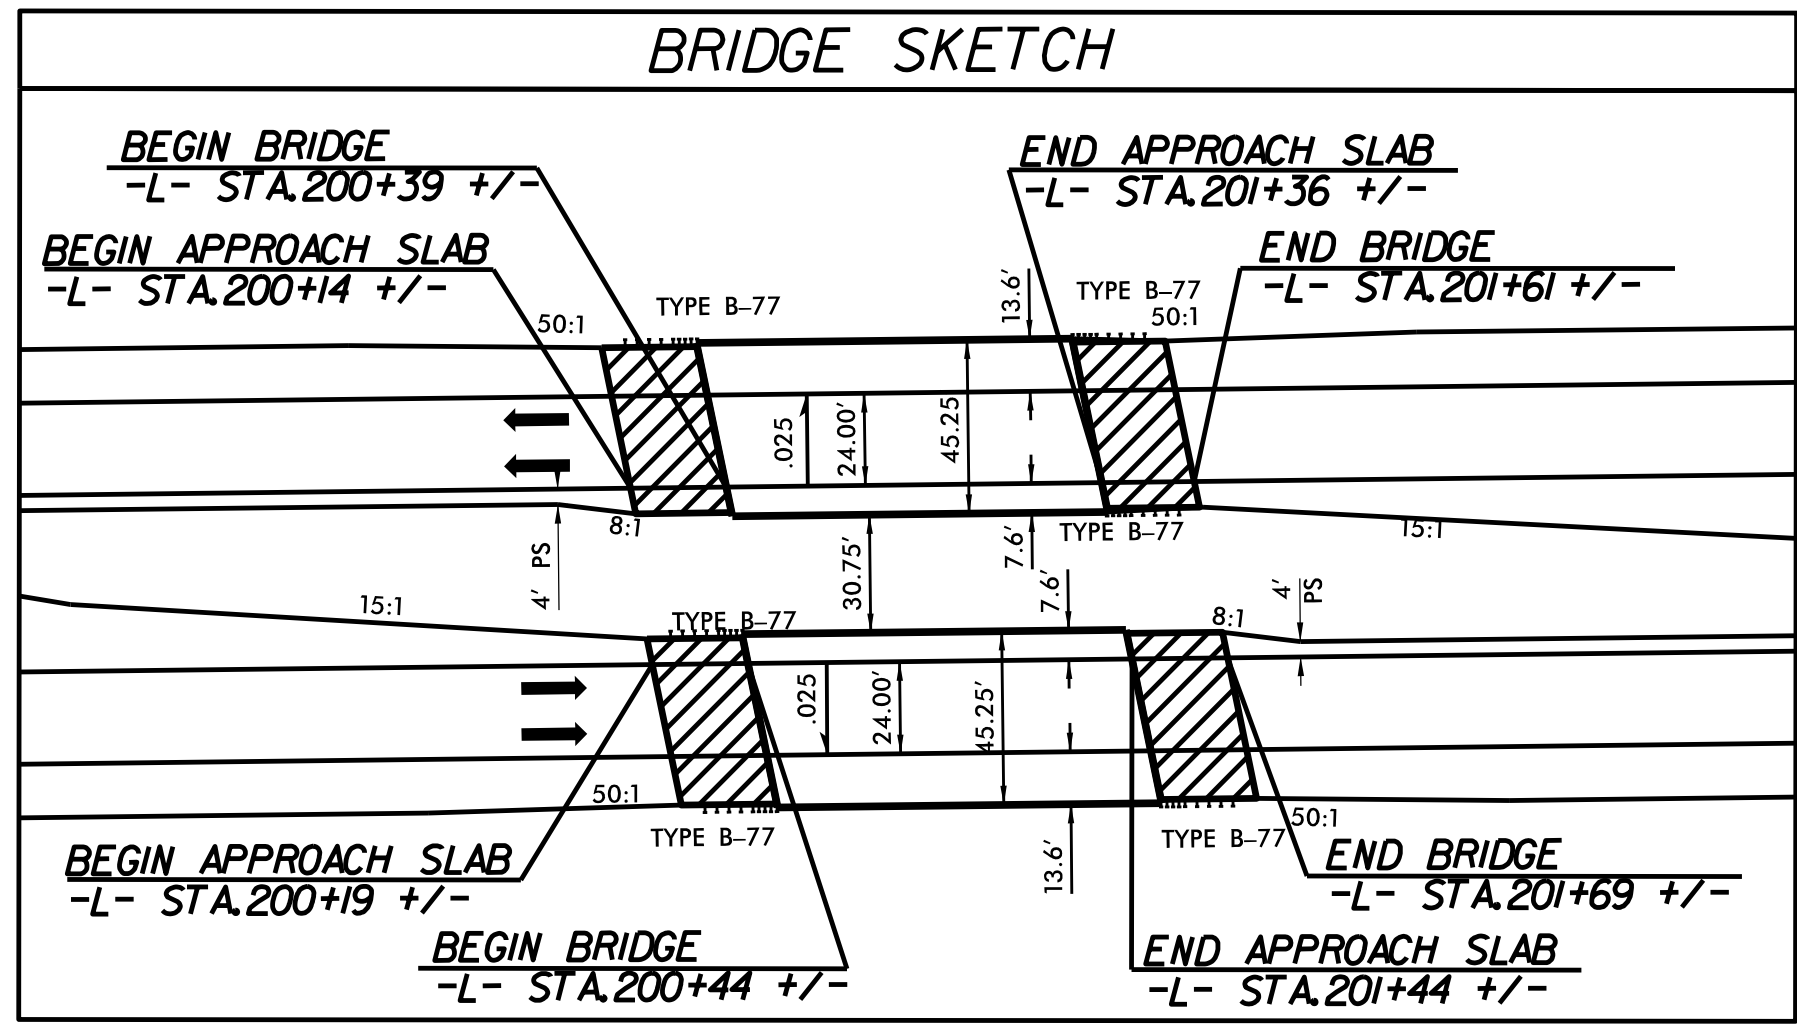 BRIDGE SKETCH
BEGIN BRIDGE
-L- STA.200+39 +/-
BEGIN APPROACH SLAB
-L- STA.200+14 +/-
END APPROACH SLAB
-L- STA.201+36 +/-
END BRIDGE
-L- STA.201+61 +/-
TYPE B-77
50:1
13.6'
TYPE B-77
50:1
.025
24.00'
45.25
8:1
4' PS
30.75'
7.6'
TYPE B-77
15:1
15:1
TYPE B-77
7.6'
8:1
4' PS
.025
24.00'
45.25'
50:1
TYPE B-77
13.6'
TYPE B-77
50:1
BEGIN APPROACH SLAB
-L- STA.200+19 +/-
BEGIN BRIDGE
-L- STA.200+44 +/-
END BRIDGE
-L- STA.201+69 +/-
END APPROACH SLAB
-L- STA.201+44 +/-